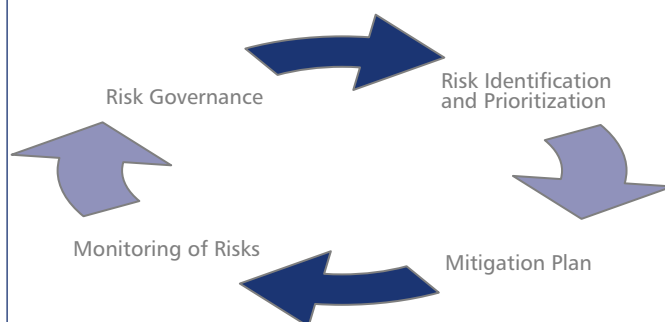 Risk Governance
Risk Identification
and Prioritization
Monitoring of Risks
Mitigation Plan